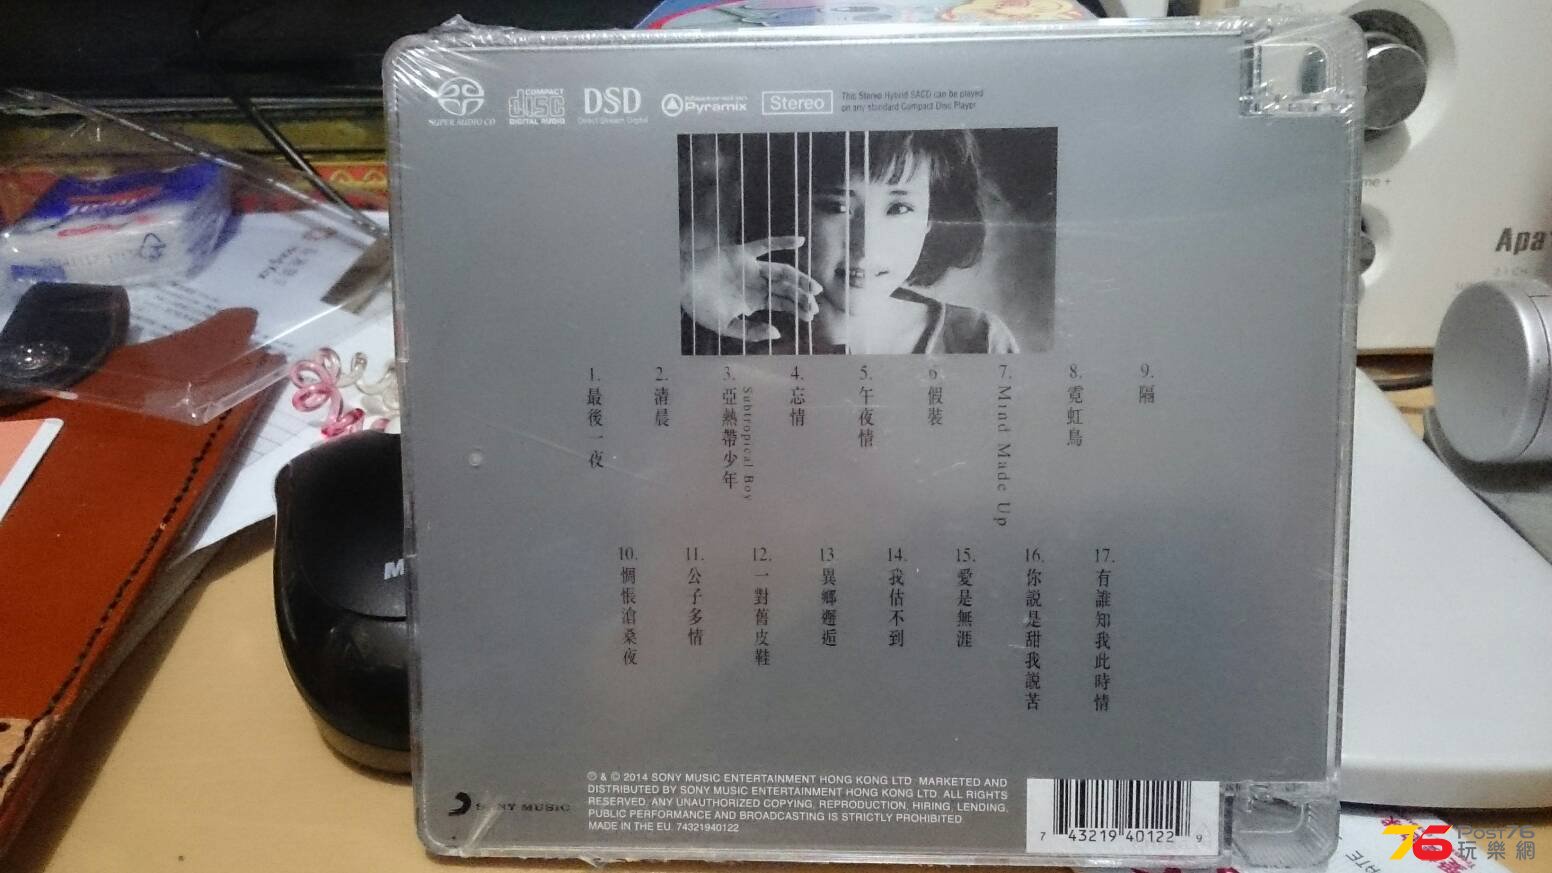 SUPER AUDIO CD
COMPACT
disc
DIGITAL AUDIO
DSD
Direct Stream Digital
Pyramix
Stereo
This Stereo Hybrid SACD can be played
on any standard Compact Disc Player
1. 最後一夜
2. 清晨
3. 亞熱帶少年
Subtropical Boy
4. 忘情
5. 午夜情
6. 假裝
7. Mind Made Up
8. 霓虹鳥
9. 隔
10. 惆悵滄桑夜
11. 公子多情
12. 一對舊皮鞋
13 異鄉邂逅
14. 我估不到
15. 愛是無涯
16. 你說是甜我說苦
17. 有誰知我此時情
SONY MUSIC
℗ & © 2014 SONY MUSIC ENTERTAINMENT HONG KONG LTD. MARKETED AND
DISTRIBUTED BY SONY MUSIC ENTERTAINMENT HONG KONG LTD. ALL RIGHTS
RESERVED. ANY UNAUTHORIZED COPYING, REPRODUCTION, HIRING, LENDING,
PUBLIC PERFORMANCE AND BROADCASTING IS STRICTLY PROHIBITED
MADE IN THE EU. 74321940122
7 43219 40122 9
me +
Apa
M
ATE
76
Post76
玩樂網